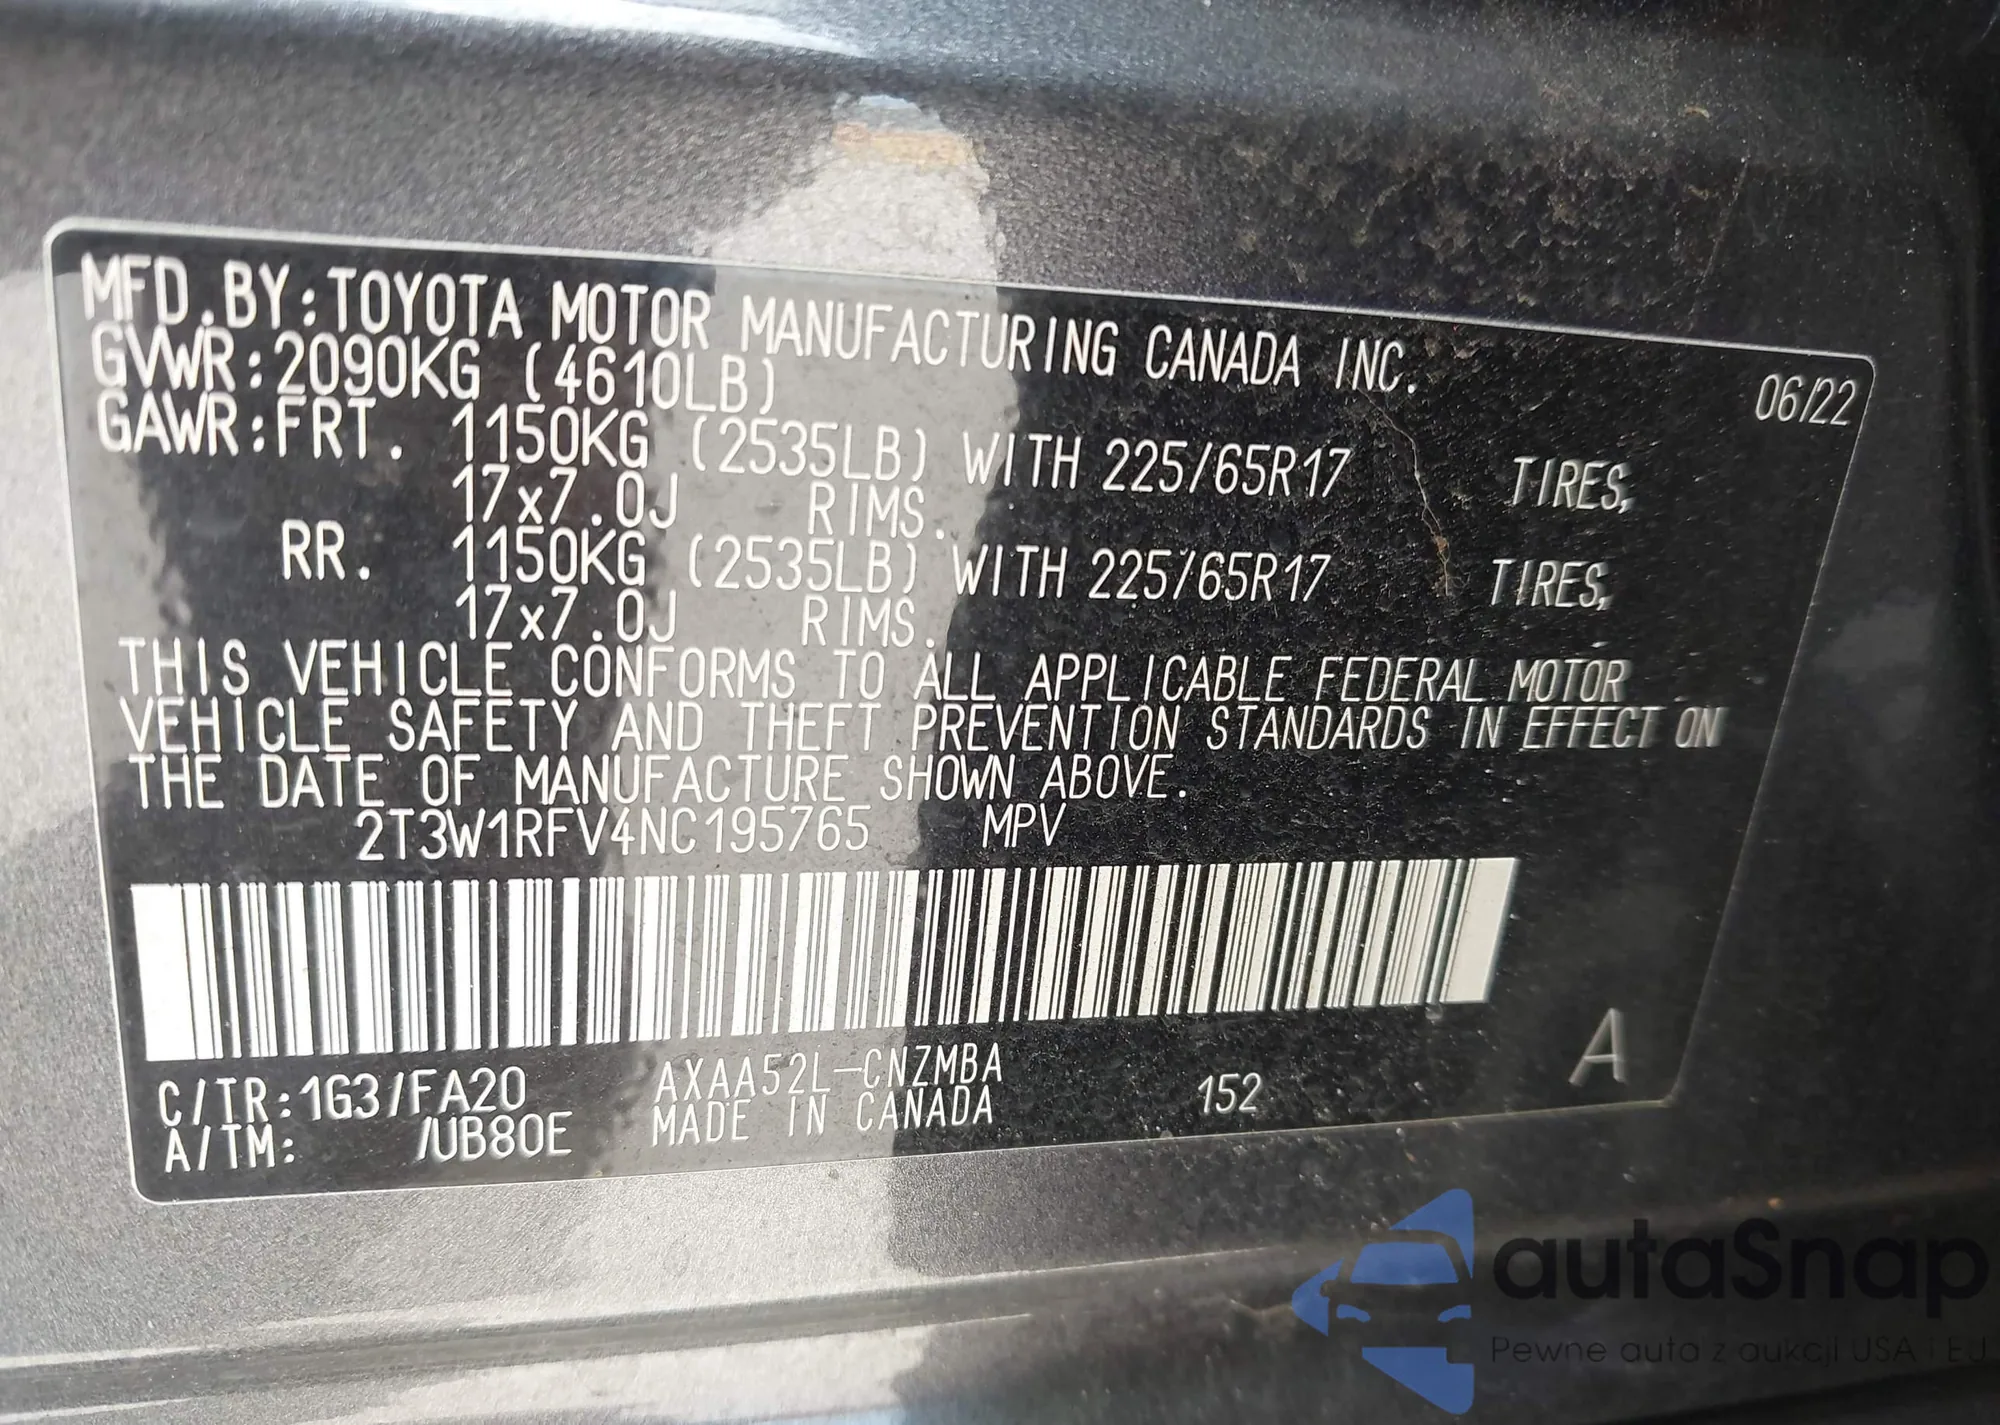 MFD.BY:TOYOTA MOTOR MANUFACTURING CANADA INC. 06/22
GVWR:2090KG (4610LB)
GAWR:FRT. 1150KG (2535LB) WITH 225/65R17 TIRES,
17x7.0J RIMS.
RR. 1150KG (2535LB) WITH 225/65R17 TIRES,
17x7.0J RIMS.
THIS VEHICLE CONFORMS TO ALL APPLICABLE FEDERAL MOTOR
VEHICLE SAFETY AND THEFT PREVENTION STANDARDS IN EFFECT ON
THE DATE OF MANUFACTURE SHOWN ABOVE.
2T3W1RFV4NC195765 MPV
C/TR:1G3/FA20 AXAA52L-CNZMBA 152 A
A/TM: /UB80E MADE IN CANADA
autaSnap
Pewne auta z aukcji USA i EU